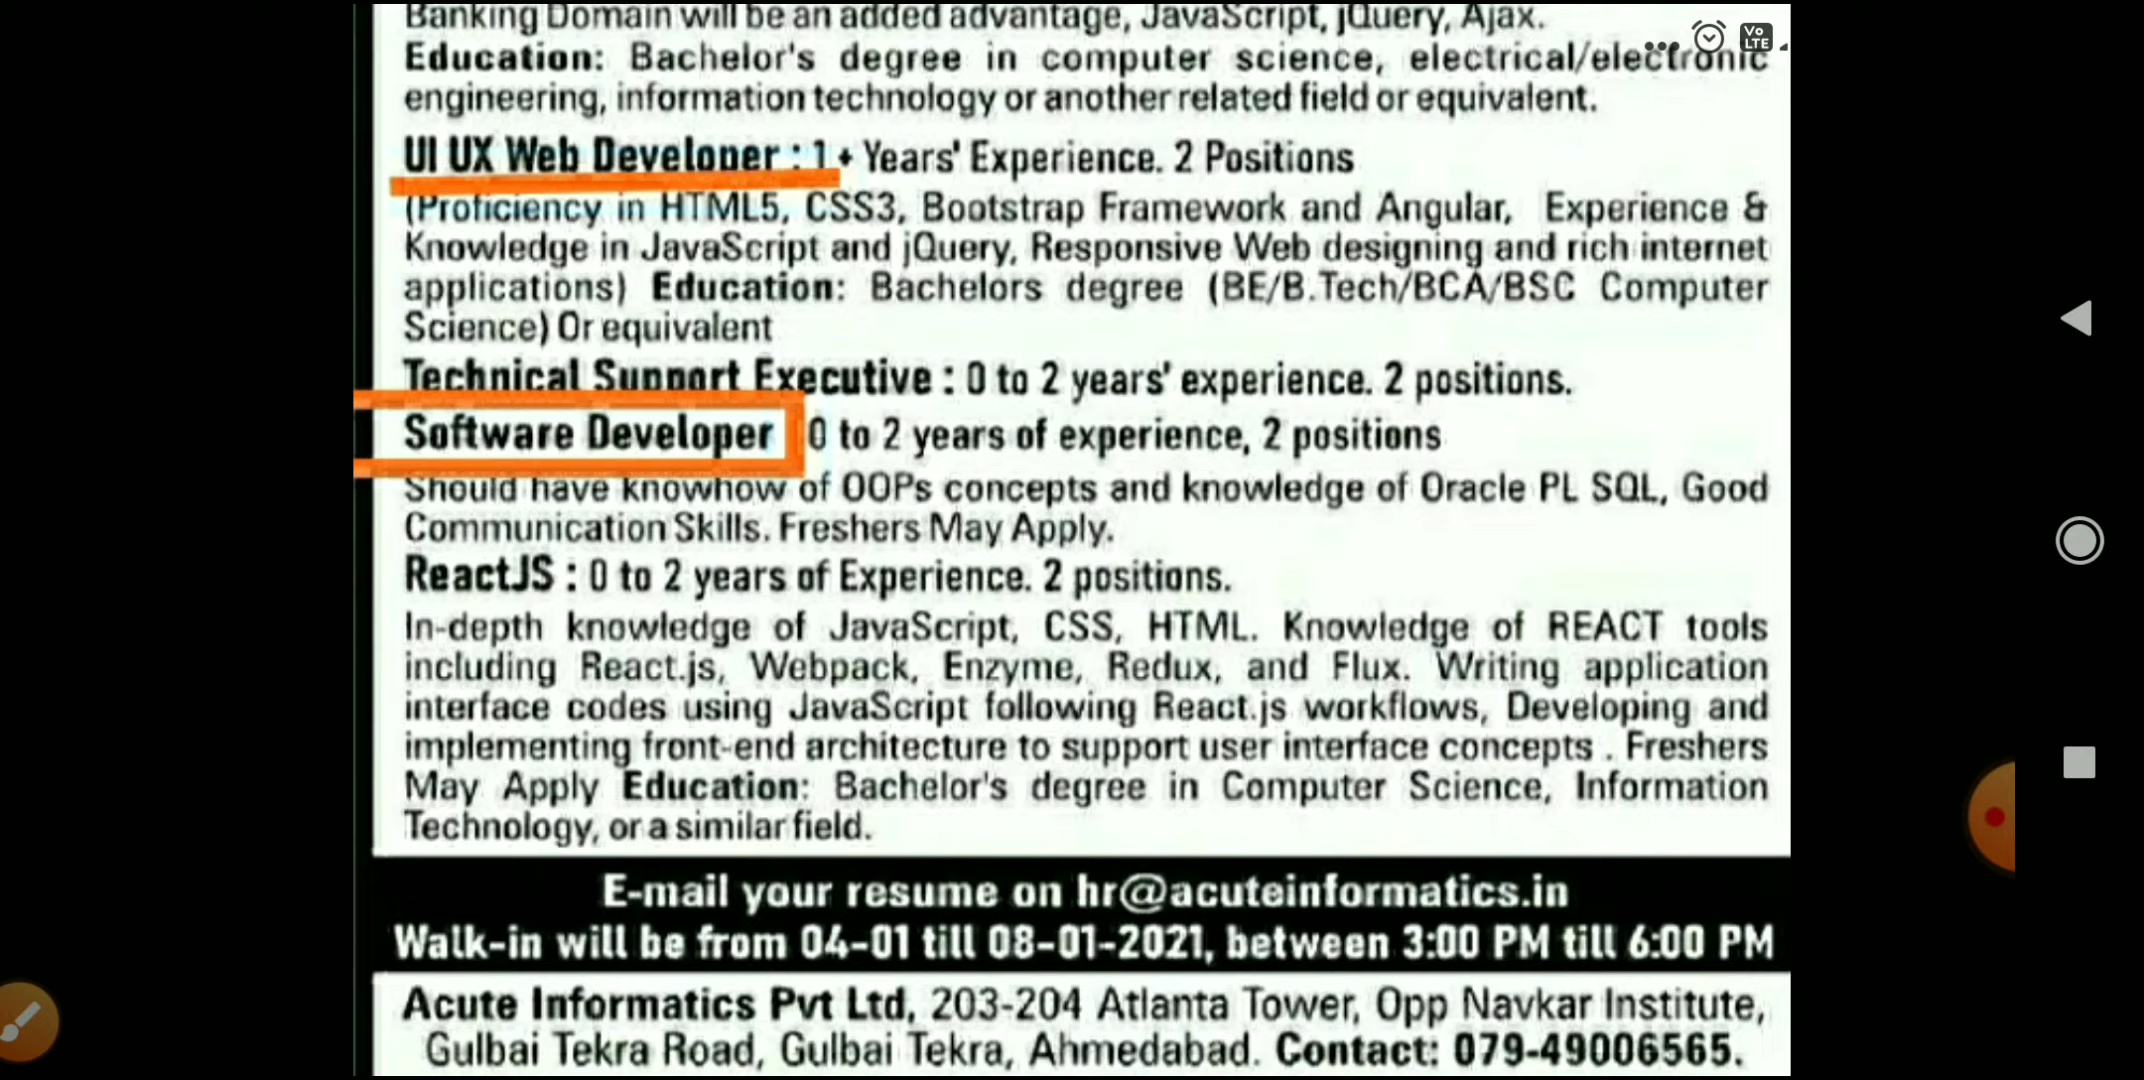 Banking Domain will be an added advantage, JavaScript, jQuery, Ajax.
Vo LTE
Education: Bachelor's degree in computer science, electrical/electronic
engineering, information technology or another related field or equivalent.
UI UX Web Developer : 1 + Years' Experience. 2 Positions
(Proficiency in HTML5, CSS3, Bootstrap Framework and Angular, Experience &
Knowledge in JavaScript and jQuery, Responsive Web designing and rich internet
applications) Education: Bachelors degree (BE/B.Tech/BCA/BSC Computer
Science) Or equivalent
Technical Support Executive : 0 to 2 years' experience. 2 positions.
Software Developer 0 to 2 years of experience, 2 positions
Should have knowhow of OOPs concepts and knowledge of Oracle PL SQL, Good
Communication Skills. Freshers May Apply.
ReactJS : 0 to 2 years of Experience. 2 positions.
In-depth knowledge of JavaScript, CSS, HTML. Knowledge of REACT tools
including React.js, Webpack, Enzyme, Redux, and Flux. Writing application
interface codes using JavaScript following React.js workflows, Developing and
implementing front-end architecture to support user interface concepts . Freshers
May Apply Education: Bachelor's degree in Computer Science, Information
Technology, or a similar field.
E-mail your resume on hr@acuteinformatics.in
Walk-in will be from 04-01 till 08-01-2021, between 3:00 PM till 6:00 PM
Acute Informatics Pvt Ltd, 203-204 Atlanta Tower, Opp Navkar Institute,
Gulbai Tekra Road, Gulbai Tekra, Ahmedabad. Contact: 079-49006565.